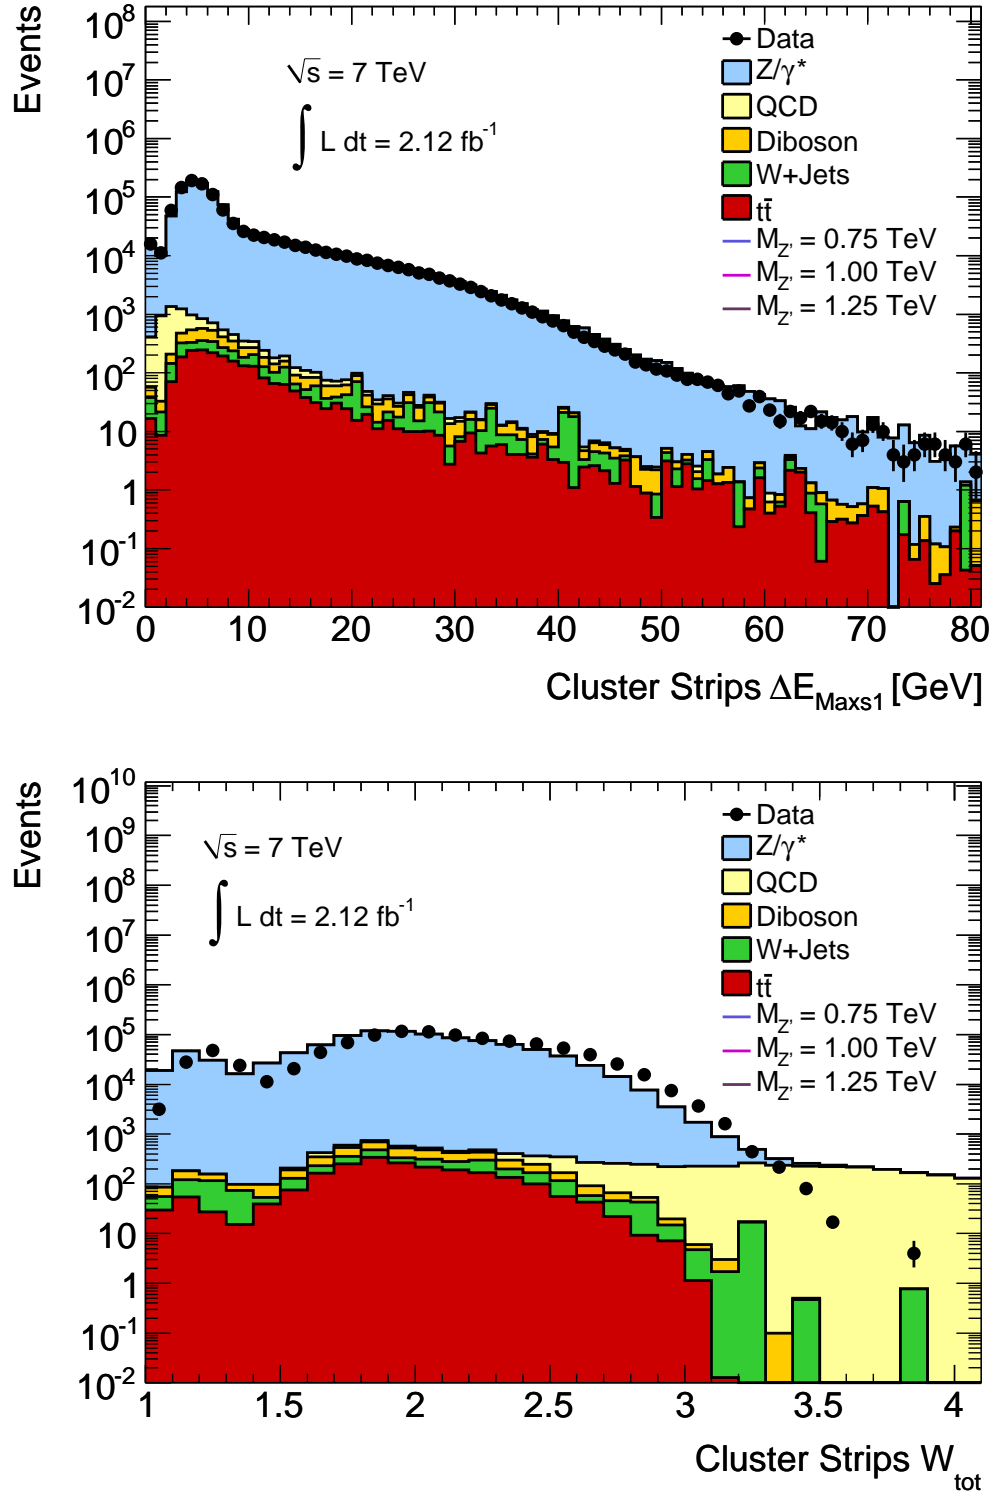 Events
10⁸
10⁷
10⁶
10⁵
10⁴
10³
10²
10
1
10⁻¹
10⁻²
√s = 7 TeV
∫ L dt = 2.12 fb⁻¹
Data
Z/γ*
QCD
Diboson
W+Jets
tt̄
M_Z' = 0.75 TeV
M_Z' = 1.00 TeV
M_Z' = 1.25 TeV
0 10 20 30 40 50 60 70 80
Cluster Strips ΔE_Maxs1 [GeV]
Events
10¹⁰
10⁹
10⁸
10⁷
10⁶
10⁵
10⁴
10³
10²
10
1
10⁻¹
10⁻²
√s = 7 TeV
∫ L dt = 2.12 fb⁻¹
Data
Z/γ*
QCD
Diboson
W+Jets
tt̄
M_Z' = 0.75 TeV
M_Z' = 1.00 TeV
M_Z' = 1.25 TeV
1 1.5 2 2.5 3 3.5 4
Cluster Strips W_tot